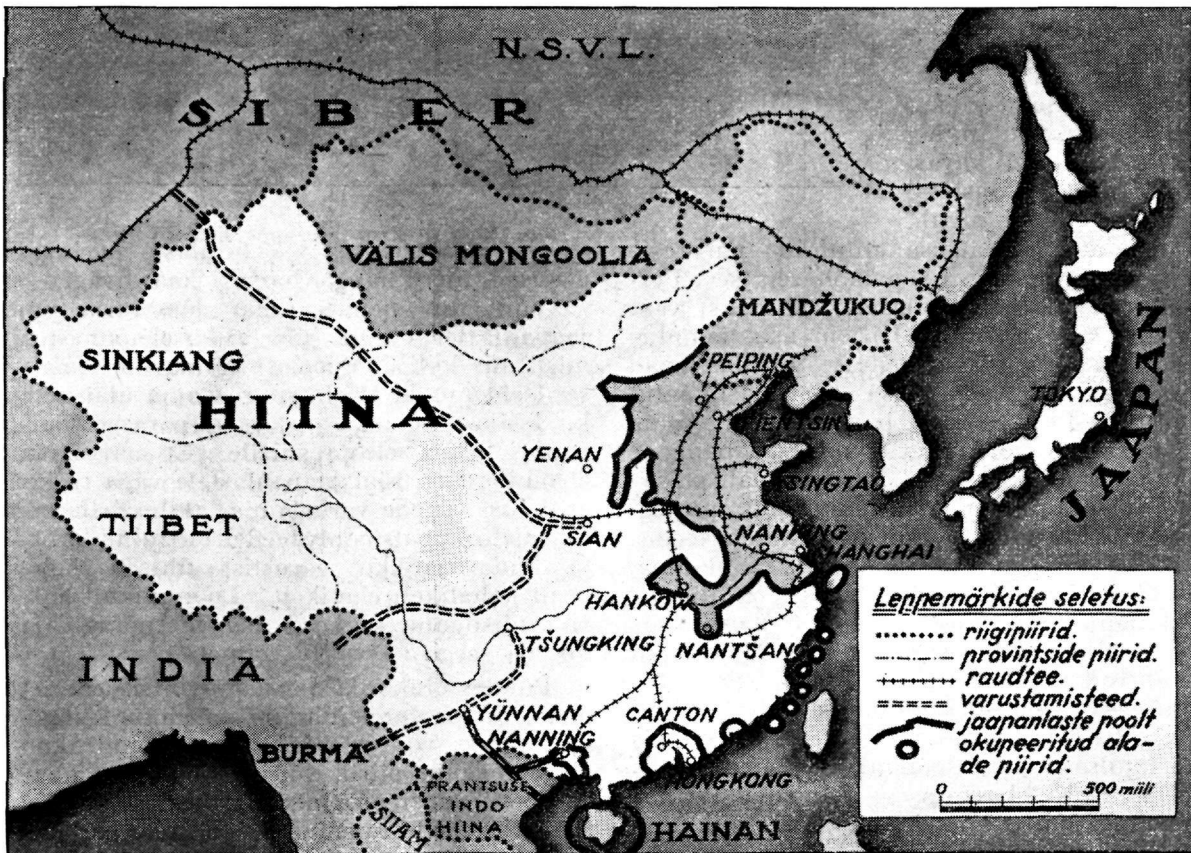 N.S.V.L.
SIBER
VÄLIS MONGOOLIA
MANDŽUKUO
SINKIANG
PEIPING
HIINA
TIENTSIN
TOKYO
JAAPAN
YENAN
TSINGTAO
TIIBET
SIAN
NANKING
SHANGHAI
HANKOW
TŠUNGKING
NANTŠANG
INDIA
YÜNNAN
CANTON
NANNING
BURMA
HONGKONG
PRANTSUSE
INDO
HIINA
SIIAM
HAINAN
Leppemärkide seletus:
riigipiirid.
provintside piirid.
raudtee.
varustamisteed.
jaapanlaste poolt
okupeeritud ala-
de piirid.
0 500 miili